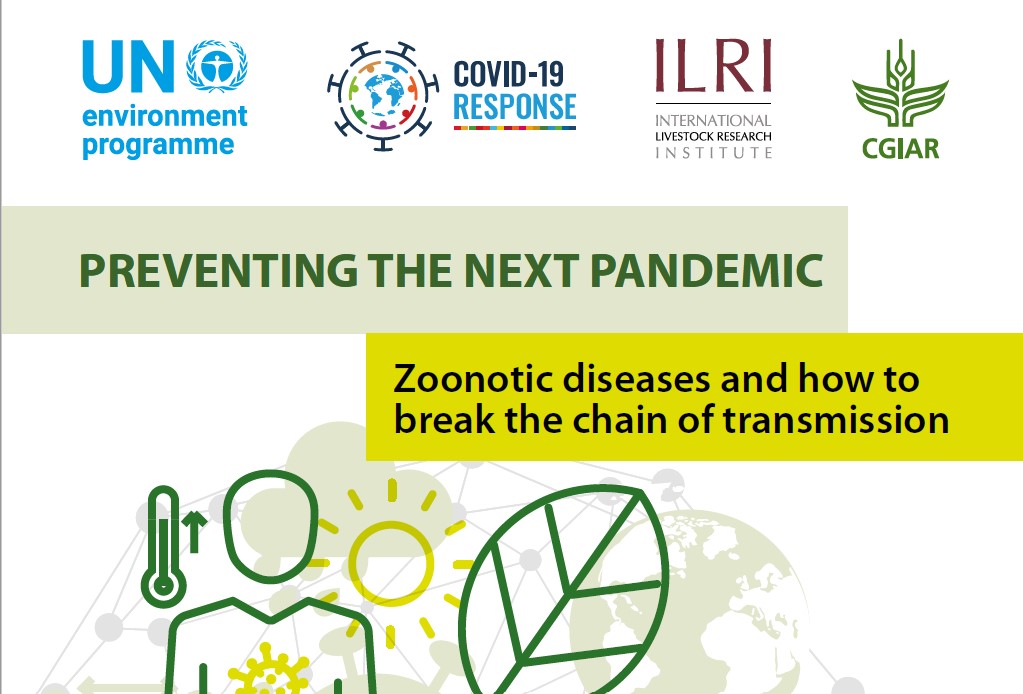 UN
environment
programme
COVID-19
RESPONSE
ILRI
INTERNATIONAL
LIVESTOCK RESEARCH
INSTITUTE
CGIAR
PREVENTING THE NEXT PANDEMIC
Zoonotic diseases and how to
break the chain of transmission